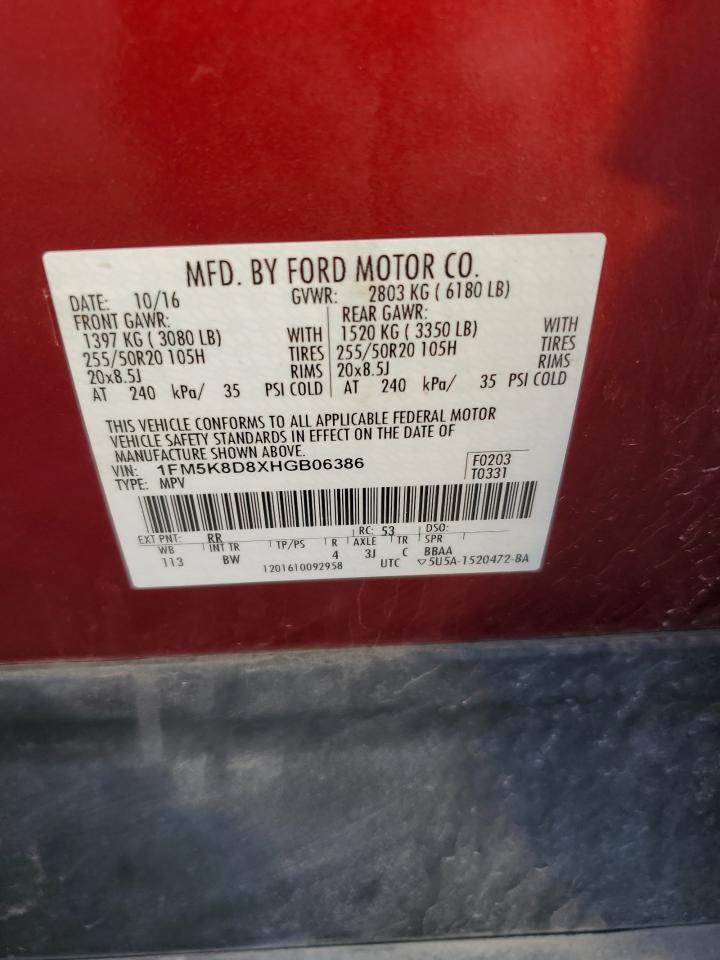 MFD. BY FORD MOTOR CO.
DATE: 10/16 GVWR: 2803 KG ( 6180 LB)
FRONT GAWR: REAR GAWR:
1397 KG ( 3080 LB) WITH 1520 KG ( 3350 LB) WITH
255/50R20 105H TIRES 255/50R20 105H TIRES
20x8.5J RIMS 20x8.5J RIMS
AT 240 kPa/ 35 PSI COLD AT 240 kPa/ 35 PSI COLD
THIS VEHICLE CONFORMS TO ALL APPLICABLE FEDERAL MOTOR
VEHICLE SAFETY STANDARDS IN EFFECT ON THE DATE OF
MANUFACTURE SHOWN ABOVE.
VIN: 1FM5K8D8XHGB06386 F0203
TYPE: MPV T0331
EXT PNT: RR RC: 53 DSO:
WB INT TR TP/PS R AXLE TR SPR
113 BW 4 3J C BBAA
1201610092958 UTC ▽5U5A-1520472-BA